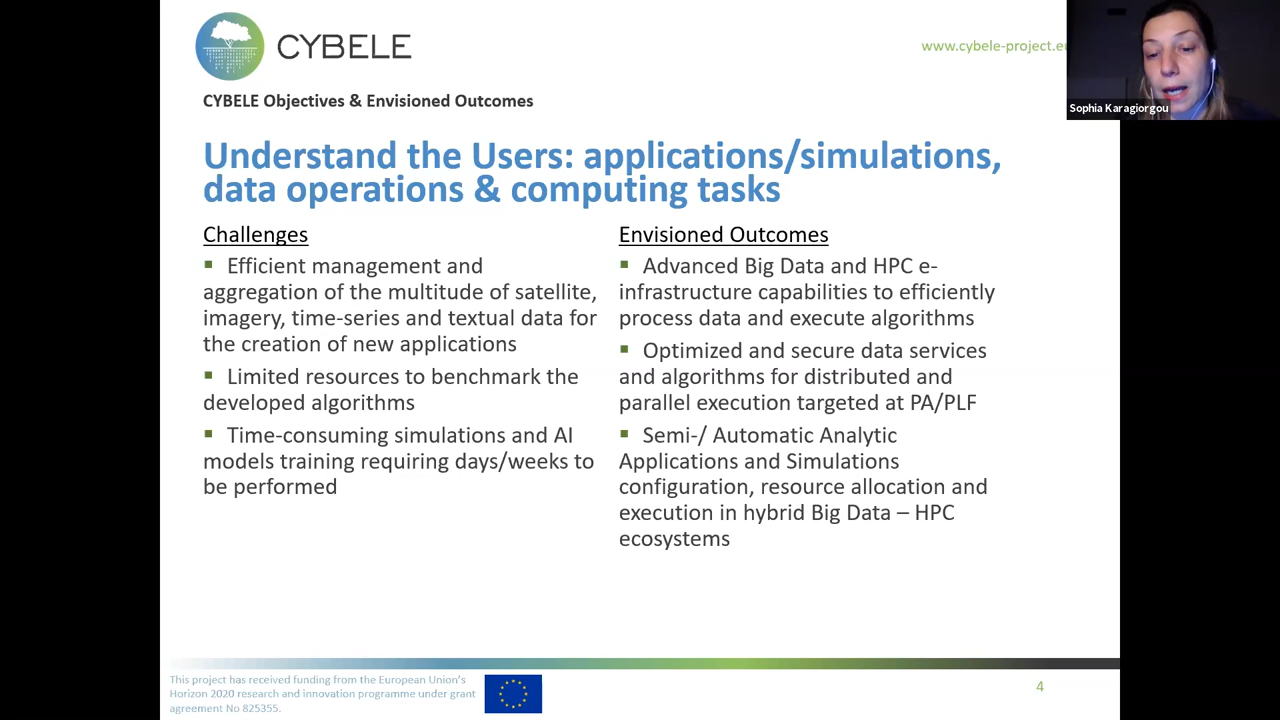 CYBELE
www.cybele-project.eu
Sophia Karagiorgou
CYBELE Objectives & Envisioned Outcomes
Understand the Users: applications/simulations,
data operations & computing tasks
Challenges
▪ Efficient management and
aggregation of the multitude of satellite,
imagery, time-series and textual data for
the creation of new applications
▪ Limited resources to benchmark the
developed algorithms
▪ Time-consuming simulations and AI
models training requiring days/weeks to
be performed
Envisioned Outcomes
▪ Advanced Big Data and HPC e-
infrastructure capabilities to efficiently
process data and execute algorithms
▪ Optimized and secure data services
and algorithms for distributed and
parallel execution targeted at PA/PLF
▪ Semi-/ Automatic Analytic
Applications and Simulations
configuration, resource allocation and
execution in hybrid Big Data – HPC
ecosystems
This project has received funding from the European Union's
Horizon 2020 research and innovation programme under grant
agreement No 825355.
4